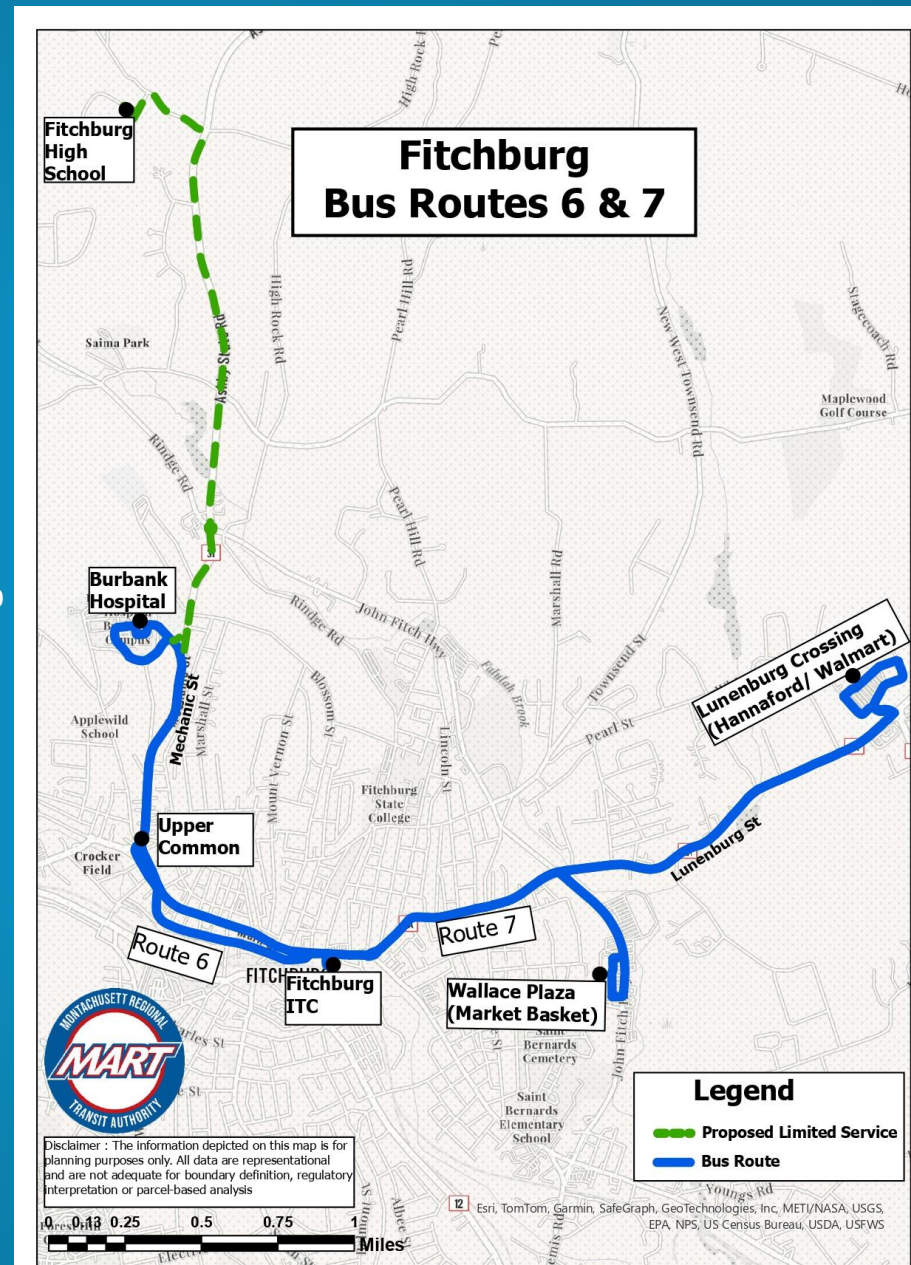 Fitchburg
Bus Routes 6 & 7
Fitchburg
High
School
High Rock Rd
Pearl Hill Rd
New West Townsend Rd
Stagecoach Rd
Saima Park
Maplewood
Golf Course
Rindge Rd
Pearl Hill Rd
Marshall Rd
Burbank
Hospital
Rindge Rd
John Fitch Hwy
Falulah Brook
Townsend St
Lunenburg Crossing
(Hannaford/ Walmart)
Blossom St
Mechanic St
Marshall St
Mount Vernon St
Applewild
School
Lincoln St
Pearl St
Fitchburg
State
College
Upper
Common
Crocker
Field
Lunenburg St
Route 6
Route 7
Fitchburg
ITC
Wallace Plaza
(Market Basket)
Saint
Bernards
Cemetery
Saint
Bernards
Elementary
School
MONTACHUSETT REGIONAL
MART
TRANSIT AUTHORITY
Legend
Proposed Limited Service
Bus Route
Disclaimer : The information depicted on this map is for
planning purposes only. All data are representational
and are not adequate for boundary definition, regulatory
interpretation or parcel-based analysis
Youngs Rd
12
Esri, TomTom, Garmin, SafeGraph, GeoTechnologies, Inc, METI/NASA, USGS,
EPA, NPS, US Census Bureau, USDA, USFWS
0 0.13 0.25 0.5 0.75 1
Miles